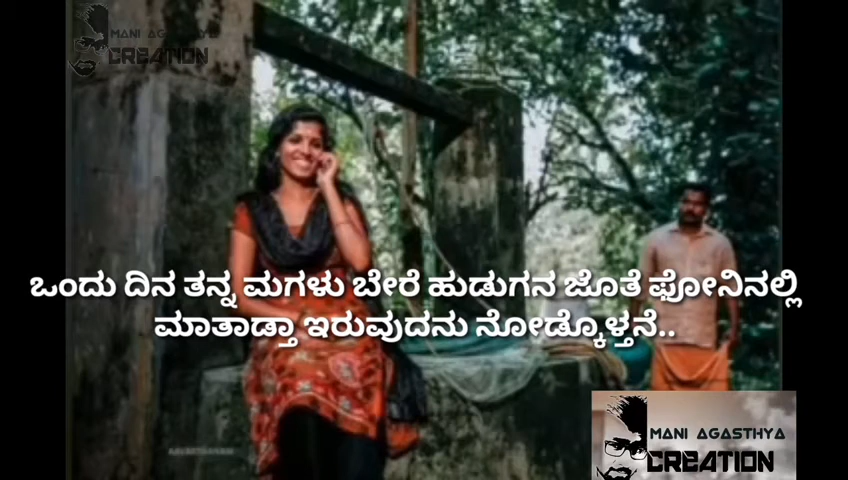 MANI AGASTHYA
CREATION
ಒಂದು ದಿನ ತನ್ನ ಮಗಳು ಬೇರೆ ಹುಡುಗನ ಜೊತೆ ಫೋನಿನಲ್ಲಿ
ಮಾತಾಡ್ತಾ ಇರುವುದನು ನೋಡ್ಕೊಳ್ತನೆ..
MANI AGASTHYA
CREATION